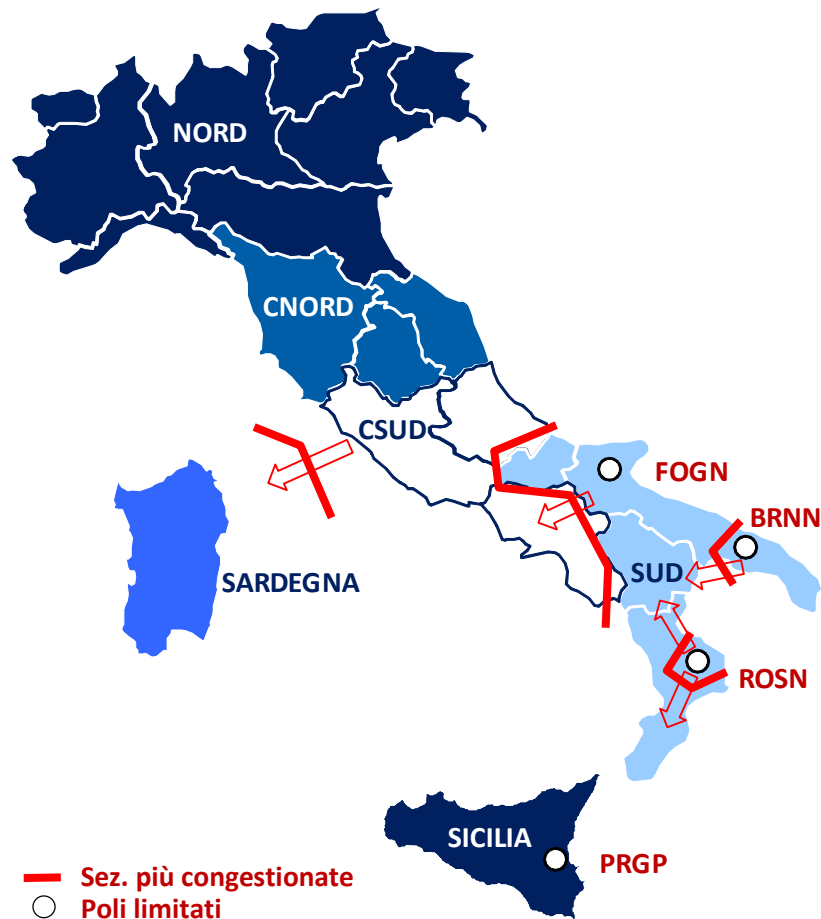 NORD
CNORD
CSUD
FOGN
BRNN
SUD
SARDEGNA
ROSN
SICILIA
PRGP
Sez. più congestionate
Poli limitati